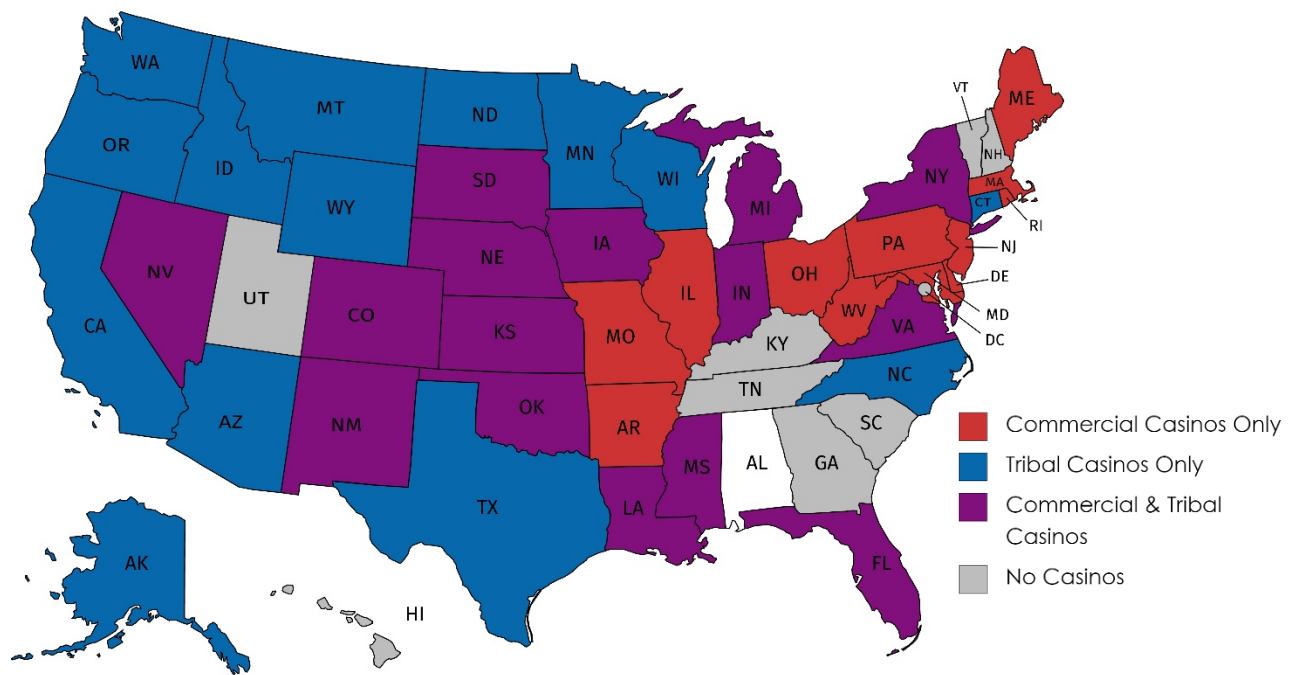 WA
MT
ND
MN
OR
ID
WY
SD
WI
MI
NY
VT
NH
ME
MA
CT
RI
NV
UT
CO
NE
IA
IL
IN
OH
PA
NJ
DE
MD
DC
CA
KS
MO
WV
VA
KY
AZ
NM
OK
AR
TN
NC
SC
TX
LA
MS
AL
GA
FL
AK
HI
Commercial Casinos Only
Tribal Casinos Only
Commercial & Tribal
Casinos
No Casinos